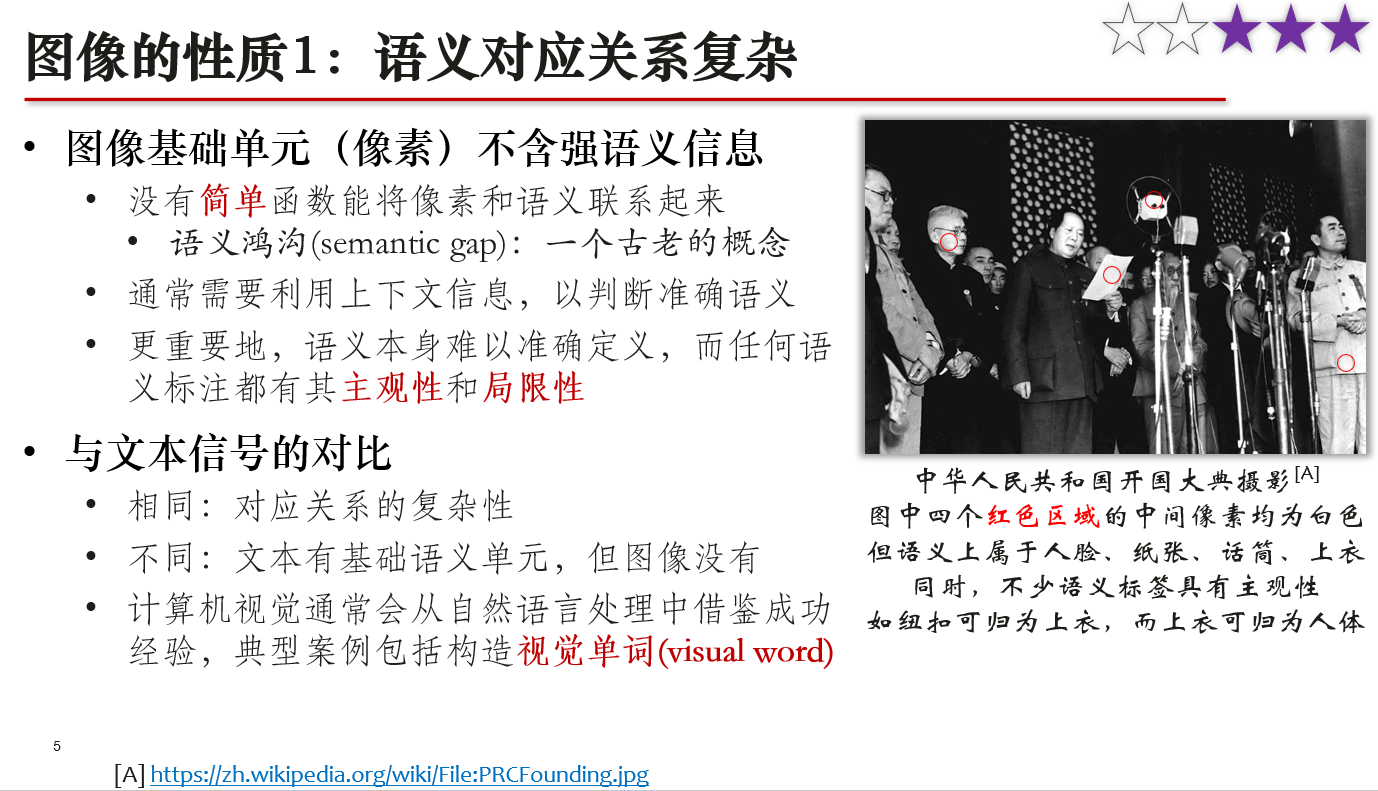 图像的性质1：语义对应关系复杂
• 图像基础单元（像素）不含强语义信息
• 没有简单函数能将像素和语义联系起来
• 语义鸿沟(semantic gap)：一个古老的概念
• 通常需要利用上下文信息，以判断准确语义
• 更重要地，语义本身难以准确定义，而任何语
义标注都有其主观性和局限性
• 与文本信号的对比
• 相同：对应关系的复杂性
• 不同：文本有基础语义单元，但图像没有
• 计算机视觉通常会从自然语言处理中借鉴成功
经验，典型案例包括构造视觉单词(visual word)
中华人民共和国开国大典摄影[A]
图中四个红色区域的中间像素均为白色
但语义上属于人脸、纸张、话筒、上衣
同时，不少语义标签具有主观性
如纽扣可归为上衣，而上衣可归为人体
5
[A] https://zh.wikipedia.org/wiki/File:PRCFounding.jpg